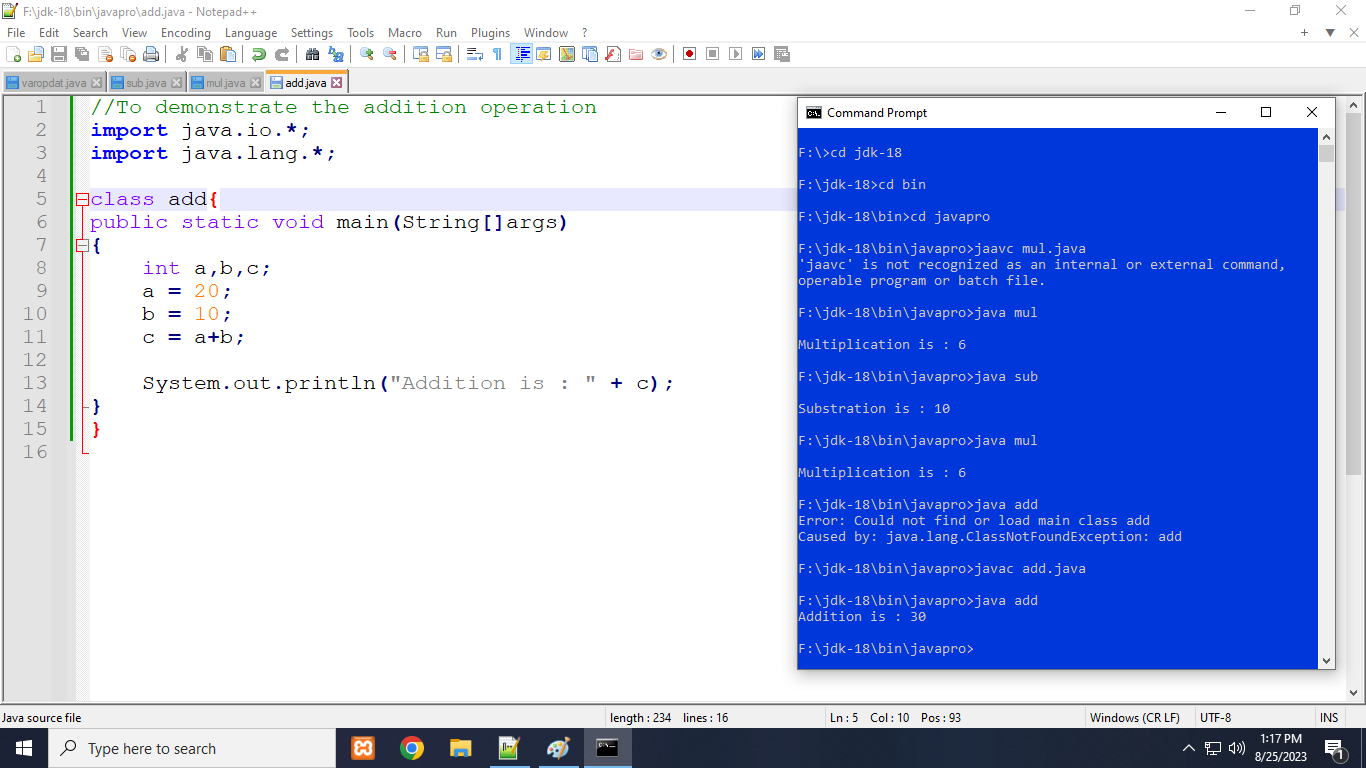 F:\jdk-18\bin\javapro\add.java - Notepad++
File Edit Search View Encoding Language Settings Tools Macro Run Plugins Window ?
varopdat.java sub.java mul.java add.java
1 //To demonstrate the addition operation
2 import java.io.*;
3 import java.lang.*;
4
5 class add{
6 public static void main(String[]args)
7 {
8 int a,b,c;
9 a = 20;
10 b = 10;
11 c = a+b;
12
13 System.out.println("Addition is : " + c);
14 }
15 }
16
Command Prompt
F:\>cd jdk-18
F:\jdk-18>cd bin
F:\jdk-18\bin>cd javapro
F:\jdk-18\bin\javapro>jaavc mul.java
'jaavc' is not recognized as an internal or external command,
operable program or batch file.
F:\jdk-18\bin\javapro>java mul
Multiplication is : 6
F:\jdk-18\bin\javapro>java sub
Substration is : 10
F:\jdk-18\bin\javapro>java mul
Multiplication is : 6
F:\jdk-18\bin\javapro>java add
Error: Could not find or load main class add
Caused by: java.lang.ClassNotFoundException: add
F:\jdk-18\bin\javapro>javac add.java
F:\jdk-18\bin\javapro>java add
Addition is : 30
F:\jdk-18\bin\javapro>
Java source file length : 234 lines : 16 Ln : 5 Col : 10 Pos : 93 Windows (CR LF) UTF-8 INS
Type here to search
1:17 PM
8/25/2023
1